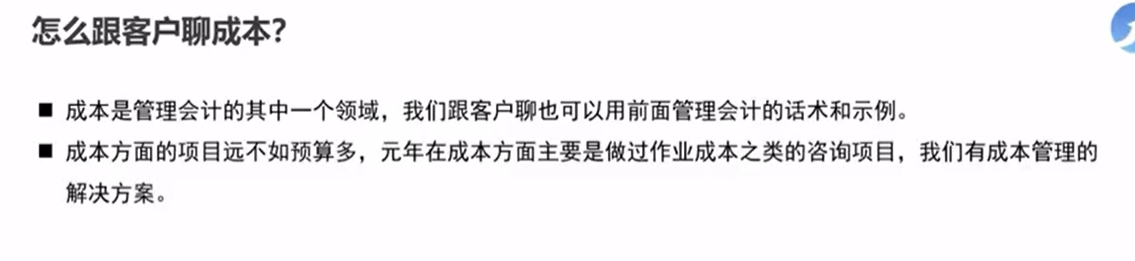 怎么跟客户聊成本？
■ 成本是管理会计的其中一个领域，我们跟客户聊也可以用前面管理会计的话术和示例。
■ 成本方面的项目远不如预算多，元年在成本方面主要是做过作业成本之类的咨询项目，我们有成本管理的
解决方案。